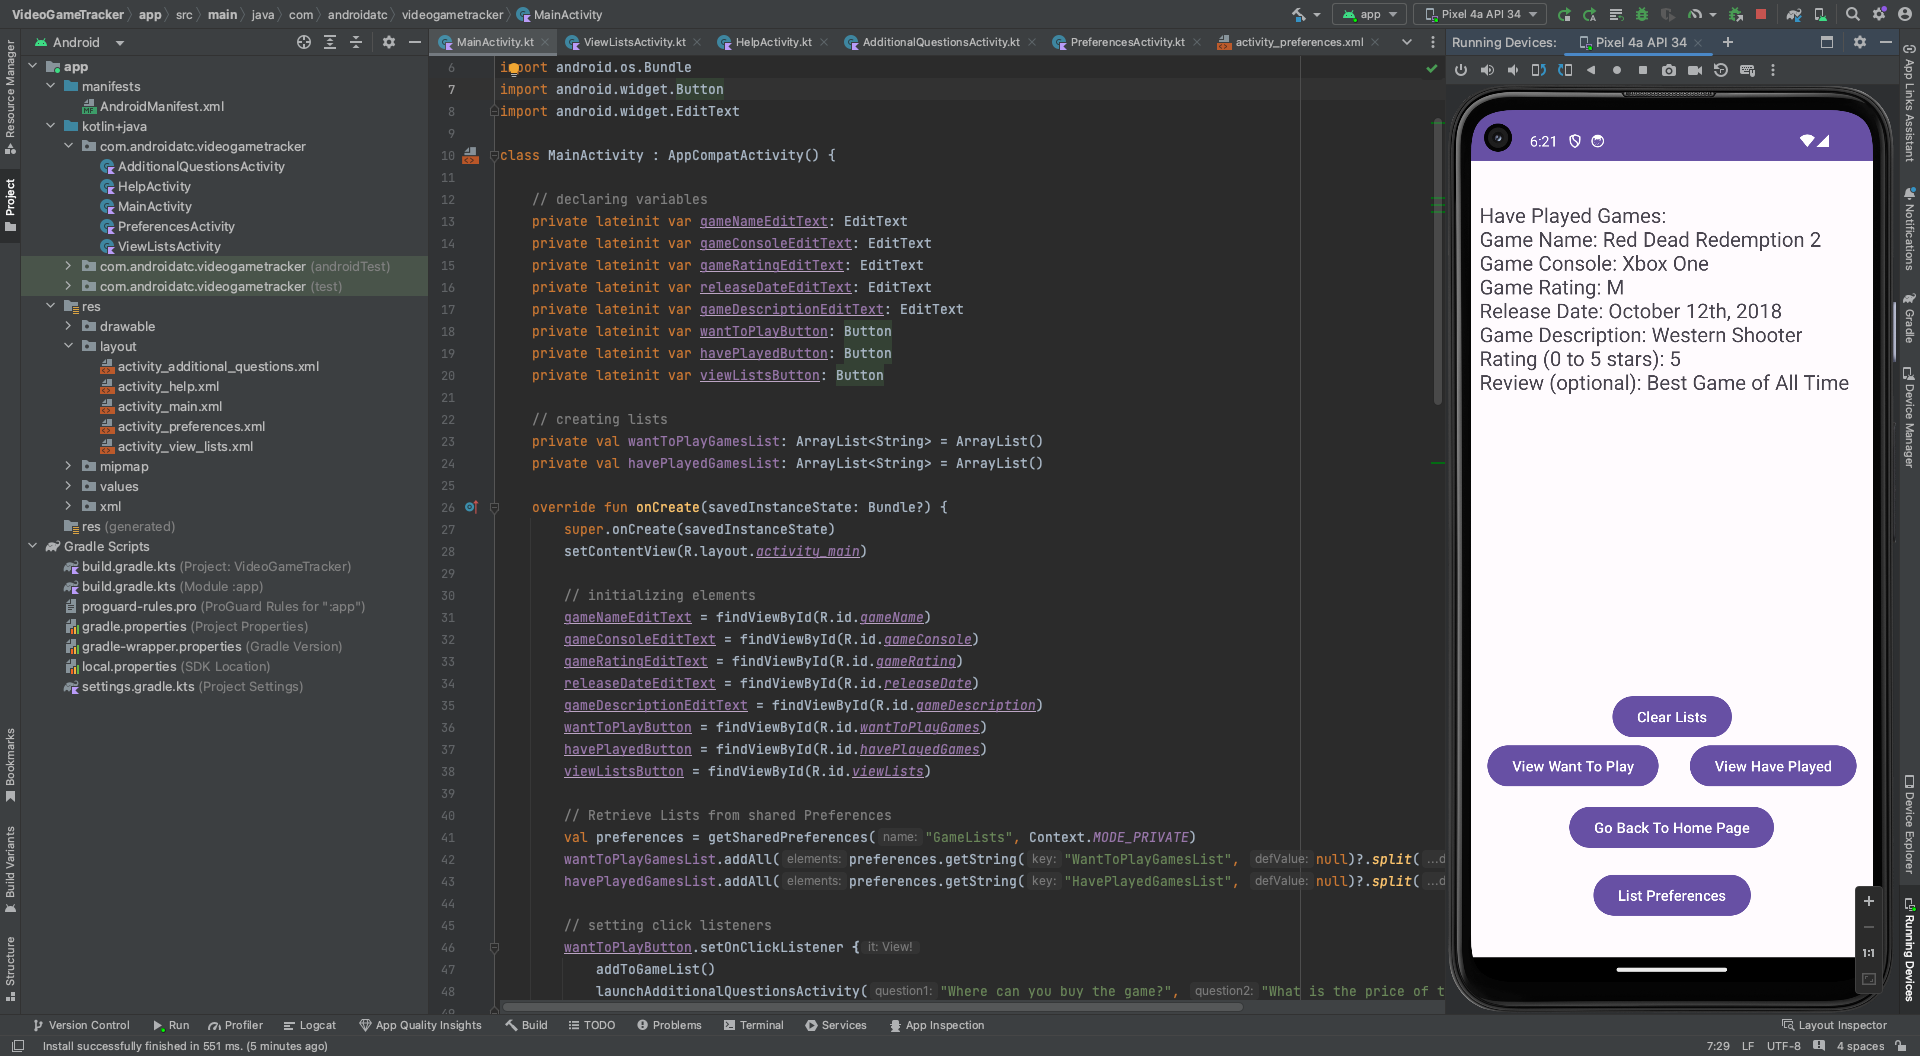 VideoGameTracker app src main java com androidatc videogametracker MainActivity
app Pixel 4a API 34
Android
MainActivity.kt ViewListsActivity.kt HelpActivity.kt AdditionalQuestionsActivity.kt PreferencesActivity.kt activity_preferences.xml
Running Devices: Pixel 4a API 34
Resource Manager
Project
Bookmarks
Build Variants
Structure
app
manifests
AndroidManifest.xml
kotlin+java
com.androidatc.videogametracker
AdditionalQuestionsActivity
HelpActivity
MainActivity
PreferencesActivity
ViewListsActivity
com.androidatc.videogametracker (androidTest)
com.androidatc.videogametracker (test)
res
drawable
layout
activity_additional_questions.xml
activity_help.xml
activity_main.xml
activity_preferences.xml
activity_view_lists.xml
mipmap
values
xml
res (generated)
Gradle Scripts
build.gradle.kts (Project: VideoGameTracker)
build.gradle.kts (Module :app)
proguard-rules.pro (ProGuard Rules for ":app")
gradle.properties (Project Properties)
gradle-wrapper.properties (Gradle Version)
local.properties (SDK Location)
settings.gradle.kts (Project Settings)
6 import android.os.Bundle
7 import android.widget.Button
8 import android.widget.EditText
9
10 class MainActivity : AppCompatActivity() {
11
12 // declaring variables
13 private lateinit var gameNameEditText: EditText
14 private lateinit var gameConsoleEditText: EditText
15 private lateinit var gameRatingEditText: EditText
16 private lateinit var releaseDateEditText: EditText
17 private lateinit var gameDescriptionEditText: EditText
18 private lateinit var wantToPlayButton: Button
19 private lateinit var havePlayedButton: Button
20 private lateinit var viewListsButton: Button
21
22 // creating lists
23 private val wantToPlayGamesList: ArrayList<String> = ArrayList()
24 private val havePlayedGamesList: ArrayList<String> = ArrayList()
25
26 override fun onCreate(savedInstanceState: Bundle?) {
27 super.onCreate(savedInstanceState)
28 setContentView(R.layout.activity_main)
29
30 // initializing elements
31 gameNameEditText = findViewById(R.id.gameName)
32 gameConsoleEditText = findViewById(R.id.gameConsole)
33 gameRatingEditText = findViewById(R.id.gameRating)
34 releaseDateEditText = findViewById(R.id.releaseDate)
35 gameDescriptionEditText = findViewById(R.id.gameDescription)
36 wantToPlayButton = findViewById(R.id.wantToPlayGames)
37 havePlayedButton = findViewById(R.id.havePlayedGames)
38 viewListsButton = findViewById(R.id.viewLists)
39
40 // Retrieve Lists from shared Preferences
41 val preferences = getSharedPreferences( name: "GameLists", Context.MODE_PRIVATE)
42 wantToPlayGamesList.addAll( elements: preferences.getString( key: "WantToPlayGamesList", defValue: null)?.split( ...d
43 havePlayedGamesList.addAll( elements: preferences.getString( key: "HavePlayedGamesList", defValue: null)?.split( ...d
44
45 // setting click listeners
46 wantToPlayButton.setOnClickListener { it: View!
47 addToGameList()
48 launchAdditionalQuestionsActivity( question1: "Where can you buy the game?", question2: "What is the price of t
6:21
Have Played Games:
Game Name: Red Dead Redemption 2
Game Console: Xbox One
Game Rating: M
Release Date: October 12th, 2018
Game Description: Western Shooter
Rating (0 to 5 stars): 5
Review (optional): Best Game of All Time
Clear Lists
View Want To Play View Have Played
Go Back To Home Page
List Preferences
1:1
App Links Assistant
Notifications
Gradle
Device Manager
Device Explorer
Running Devices
Version Control Run Profiler Logcat App Quality Insights Build TODO Problems Terminal Services App Inspection Layout Inspector
Install successfully finished in 551 ms. (5 minutes ago) 7:29 LF UTF-8 4 spaces